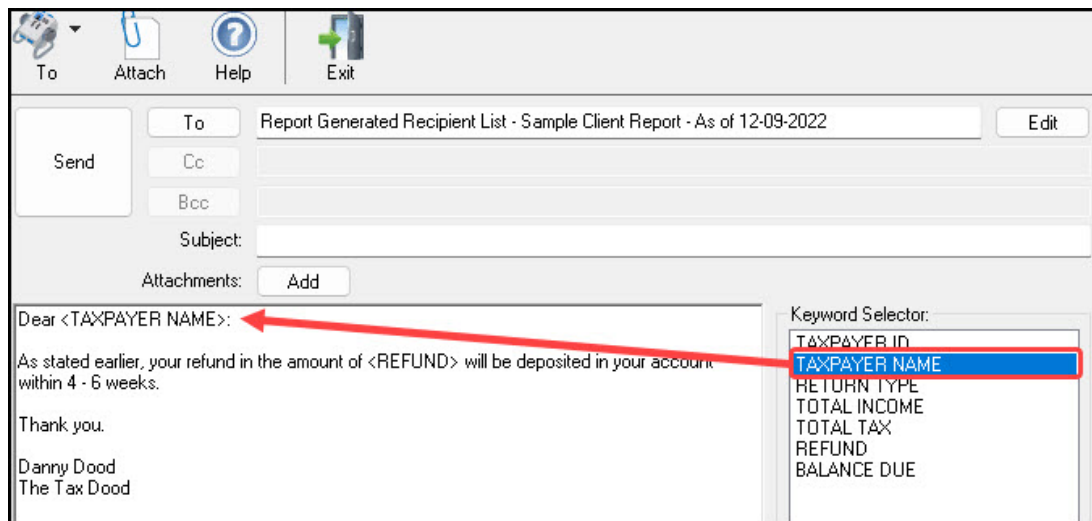 To Attach Help Exit
To Report Generated Recipient List - Sample Client Report - As of 12-09-2022 Edit
Send Cc
Bcc
Subject:
Attachments: Add
Dear <TAXPAYER NAME>:
As stated earlier, your refund in the amount of <REFUND> will be deposited in your account
within 4 - 6 weeks.
Thank you.
Danny Dood
The Tax Dood
Keyword Selector:
TAXPAYER ID
TAXPAYER NAME
RETURN TYPE
TOTAL INCOME
TOTAL TAX
REFUND
BALANCE DUE